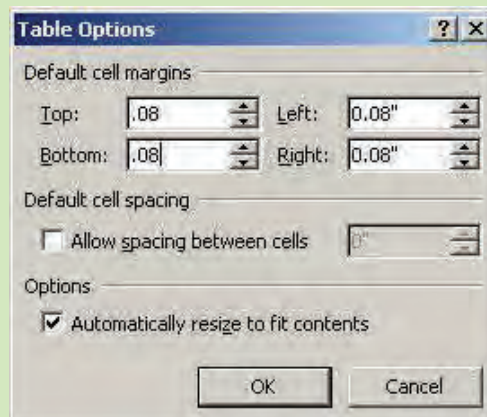 Table Options
Default cell margins
Top: .08 Left: 0.08"
Bottom: .08 Right: 0.08"
Default cell spacing
Allow spacing between cells 0"
Options
Automatically resize to fit contents
OK Cancel